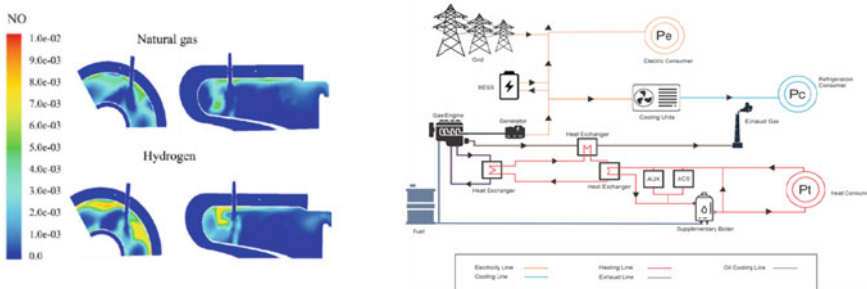 NO
1.0e-02
9.0e-03
8.0e-03
7.0e-03
6.0e-03
5.0e-03
4.0e-03
3.0e-03
2.0e-03
1.0e-03
0.0
Natural gas
Hydrogen
Grid
Pe
Electric Consumer
BESS
Cooling Units
Refrigeration
Consumer
Pc
Exhaust Gas
Gas Engine
Generator
Heat Exchanger
Heat Exchanger
Heat Exchanger
AUX
ACS
Pt
Heat Consumer
Fuel
Supplementary Boiler
Electricity Line
Heating Line
Oil Cooling Line
Cooling Line
Exhaust Line